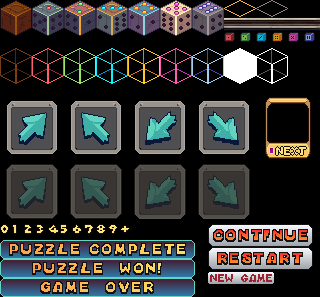 NEXT
0 1 2 3 4 5 6 7 8 9 +
PUZZLE COMPLETE
CONTINUE
PUZZLE WON!
RESTART
GAME OVER
NEW GAME